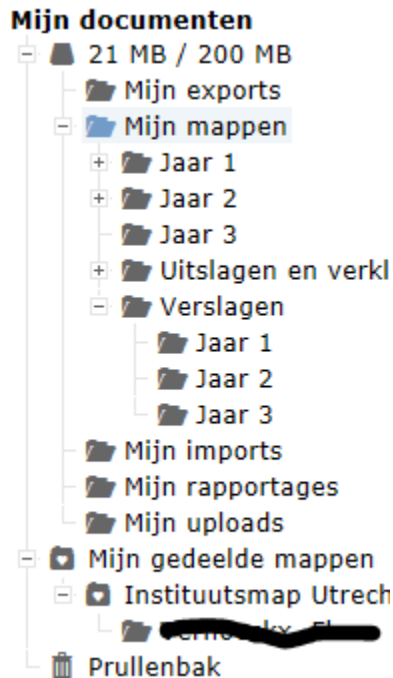 Mijn documenten
21 MB / 200 MB
Mijn exports
Mijn mappen
Jaar 1
Jaar 2
Jaar 3
Uitslagen en verkl
Verslagen
Jaar 1
Jaar 2
Jaar 3
Mijn imports
Mijn rapportages
Mijn uploads
Mijn gedeelde mappen
Instituutsmap Utrech
Prullenbak